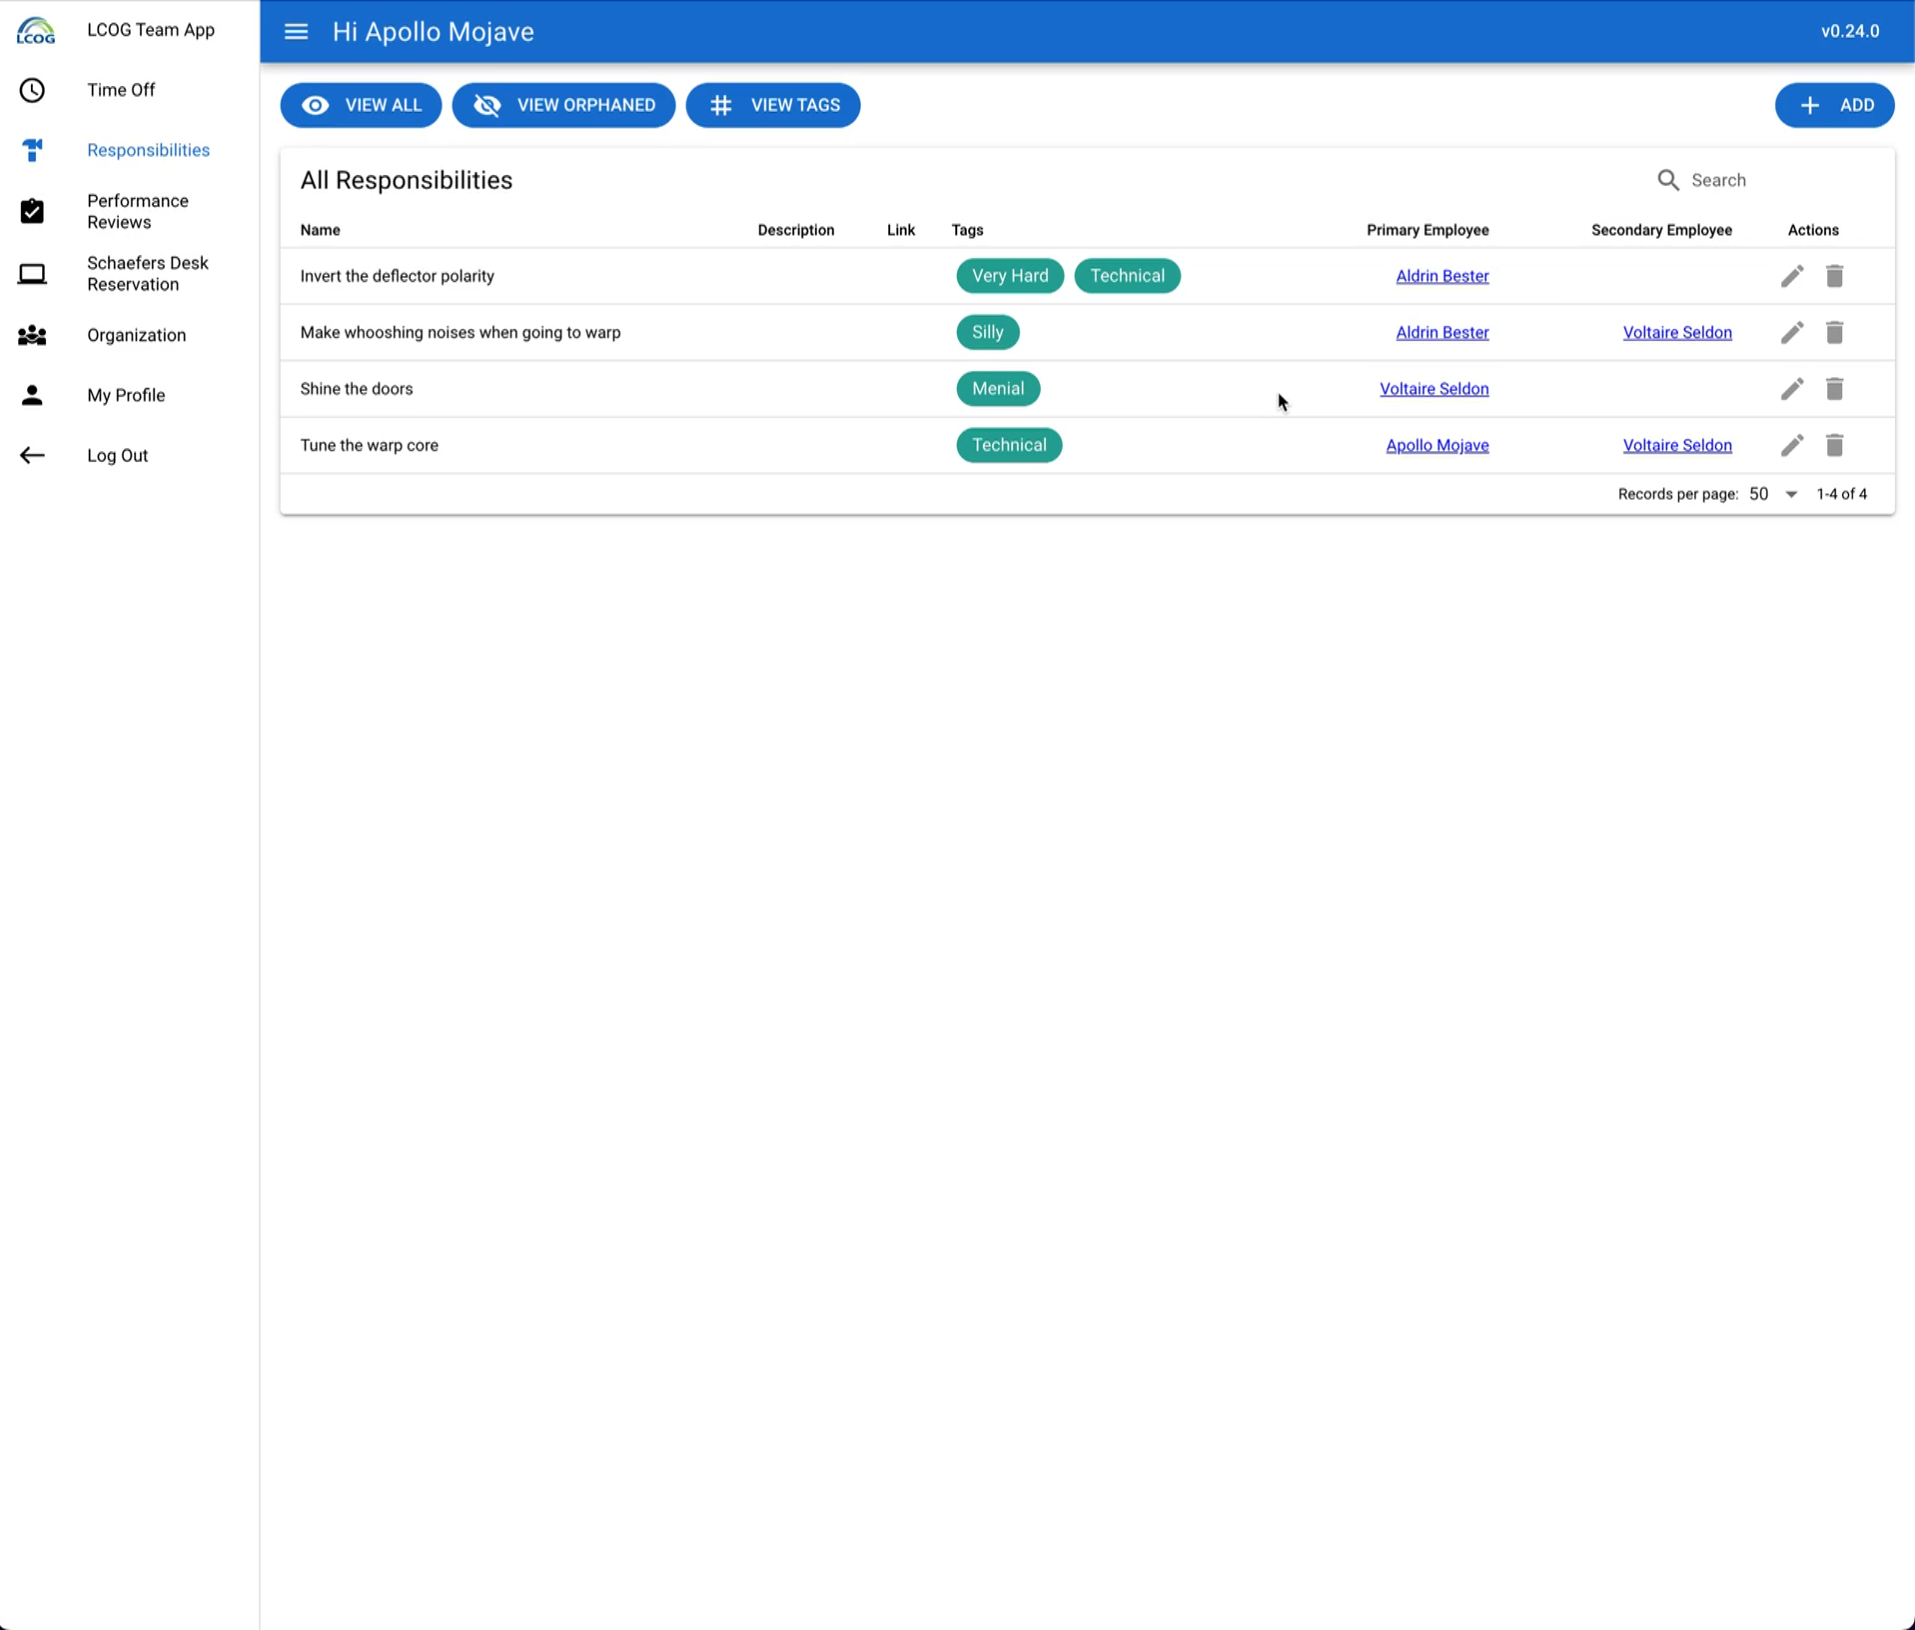 LCOG
LCOG Team App
Time Off
Responsibilities
Performance
Reviews
Schaefers Desk
Reservation
Organization
My Profile
Log Out
Hi Apollo Mojave
v0.24.0
VIEW ALL
VIEW ORPHANED
VIEW TAGS
ADD
All Responsibilities
Search
Name Description Link Tags Primary Employee Secondary Employee Actions
Invert the deflector polarity Very Hard Technical Aldrin Bester
Make whooshing noises when going to warp Silly Aldrin Bester Voltaire Seldon
Shine the doors Menial Voltaire Seldon
Tune the warp core Technical Apollo Mojave Voltaire Seldon
Records per page: 50 1-4 of 4